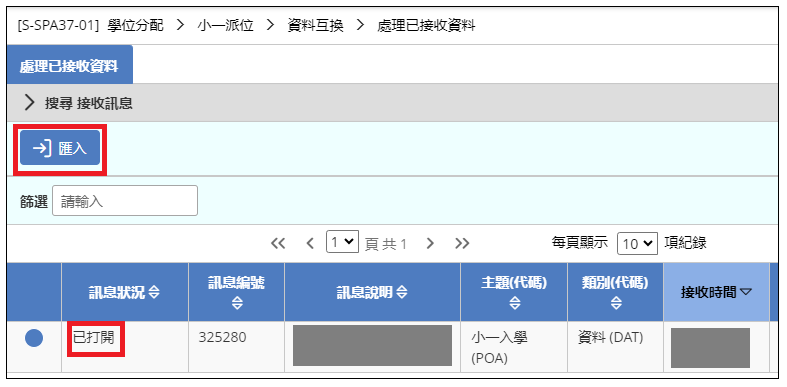 [S-SPA37-01] 學位分配 > 小一派位 > 資料互換 > 處理已接收資料
處理已接收資料
> 搜尋 接收訊息
匯入
篩選 請輸入
<< < 1 頁 共 1 > >> 每頁顯示 10 項紀錄
訊息狀況 訊息編號 訊息說明 主題(代碼) 類別(代碼) 接收時間
已打開 325280 小一入學 資料 (DAT)
(POA)